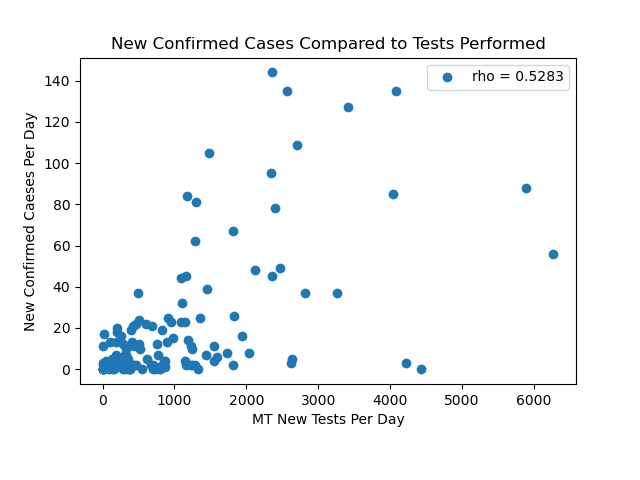 New Confirmed Cases Compared to Tests Performed
rho = 0.5283
New Confirmed Caeses Per Day
140
120
100
80
60
40
20
0
0 1000 2000 3000 4000 5000 6000
MT New Tests Per Day